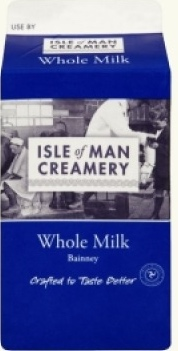 USE BY
ISLE of MAN
CREAMERY
Whole Milk
ISLE of MAN
CREAMERY
Whole Milk
Bainney
Crafted to Taste Better